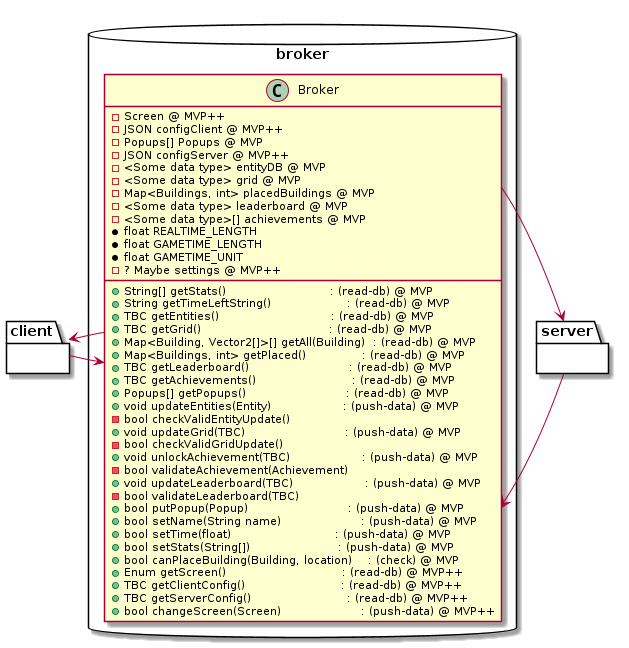 broker
C Broker
Screen @ MVP++
JSON configClient @ MVP++
Popups[] Popups @ MVP
JSON configServer @ MVP++
<Some data type> entityDB @ MVP
<Some data type> grid @ MVP
Map<Buildings, int> placedBuildings @ MVP
<Some data type> leaderboard @ MVP
<Some data type>[] achievements @ MVP
float REALTIME_LENGTH
float GAMETIME_LENGTH
float GAMETIME_UNIT
? Maybe settings @ MVP++
String[] getStats() : (read-db) @ MVP
String getTimeLeftString() : (read-db) @ MVP
TBC getEntities() : (read-db) @ MVP
TBC getGrid() : (read-db) @ MVP
Map<Building, Vector2[]>[] getAll(Building) : (read-db) @ MVP
Map<Buildings, int> getPlaced() : (read-db) @ MVP
TBC getLeaderboard() : (read-db) @ MVP
TBC getAchievements() : (read-db) @ MVP
Popups[] getPopups() : (read-db) @ MVP
void updateEntities(Entity) : (push-data) @ MVP
bool checkValidEntityUpdate()
void updateGrid(TBC) : (push-data) @ MVP
bool checkValidGridUpdate()
void unlockAchievement(TBC) : (push-data) @ MVP
bool validateAchievement(Achievement)
void updateLeaderboard(TBC) : (push-data) @ MVP
bool validateLeaderboard(TBC)
bool putPopup(Popup) : (push-data) @ MVP
bool setName(String name) : (push-data) @ MVP
bool setTime(float) : (push-data) @ MVP
bool setStats(String[]) : (push-data) @ MVP
bool canPlaceBuilding(Building, location) : (check) @ MVP
Enum getScreen() : (read-db) @ MVP++
TBC getClientConfig() : (read-db) @ MVP++
TBC getServerConfig() : (read-db) @ MVP++
bool changeScreen(Screen) : (push-data) @ MVP++
client
server